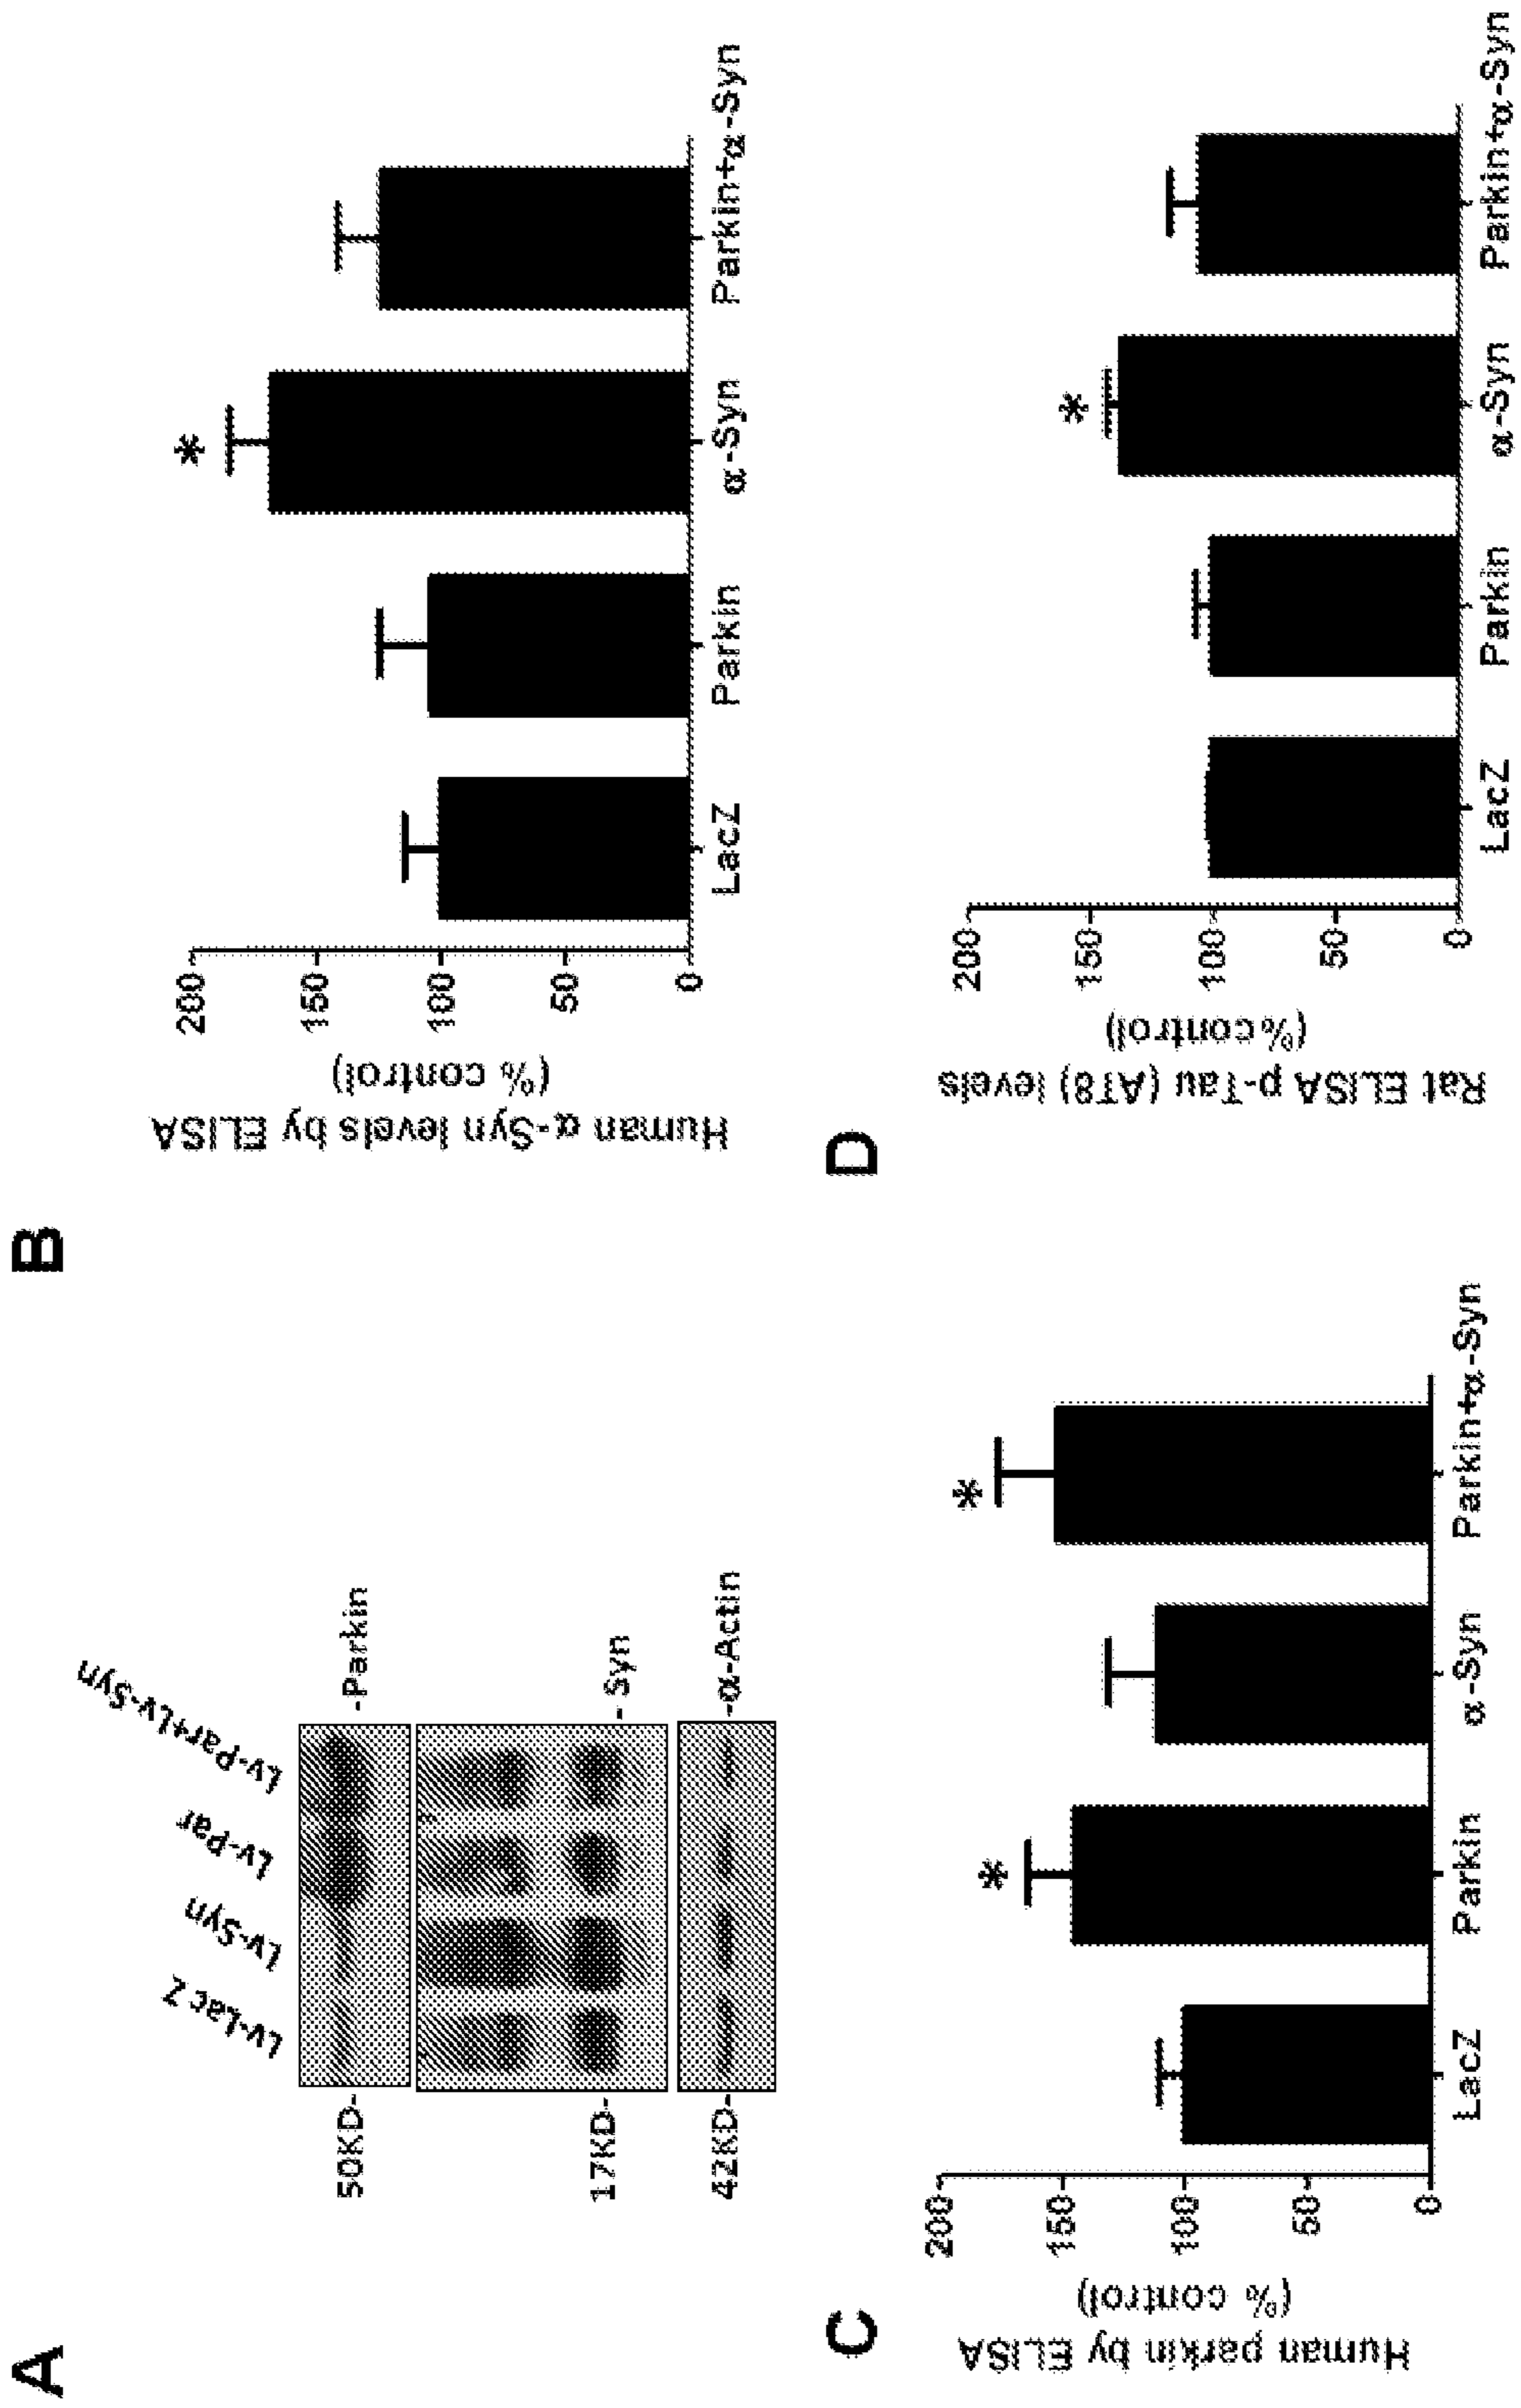 A
Lv-LacZ
Lv-Syn
Lv-Par
Lv-Par+Lv-Syn
50KD-
-Parkin
17KD-
- Syn
42KD-
-α-Actin
B
Human α-Syn levels by ELISA
(% control)
200
150
100
50
0
*
LacZ
Parkin
α-Syn
Parkin+α-Syn
C
Human parkin by ELISA
(% control)
200
150
100
50
0
*
*
LacZ
Parkin
α-Syn
Parkin+α-Syn
D
Rat ELISA p-Tau (AT8) levels
(%control)
200
150
100
50
0
*
LacZ
Parkin
α-Syn
Parkin+α-Syn